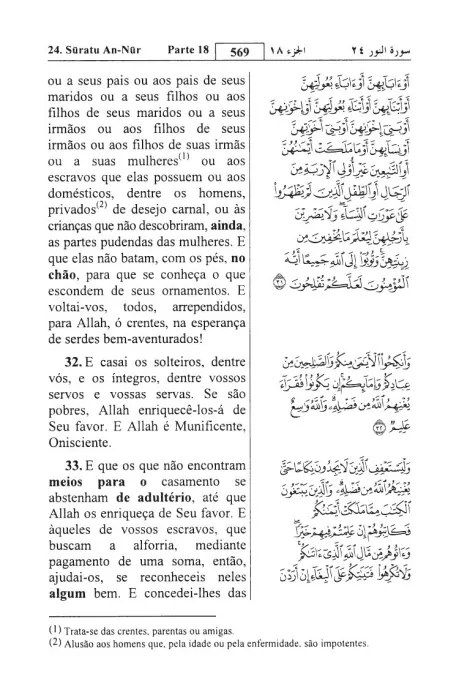 24. Sūratu An-Nūr Parte 18 569 الجزء ١٨ سورة النور ٢٤
ou a seus pais ou aos pais de seus
maridos ou a seus filhos ou aos
filhos de seus maridos ou a seus
irmãos ou aos filhos de seus
irmãos ou aos filhos de suas irmãs
ou a suas mulheres(1) ou aos
escravos que elas possuem ou aos
domésticos, dentre os homens,
privados(2) de desejo carnal, ou às
crianças que não descobriram, ainda,
as partes pudendas das mulheres. E
que elas não batam, com os pés, no
chão, para que se conheça o que
escondem de seus ornamentos. E
voltai-vos, todos, arrependidos,
para Allah, ó crentes, na esperança
de serdes bem-aventurados!
أَوْ ءَابَآئِهِنَّ أَوْ ءَابَآءِ بُعُولَتِهِنَّ
أَوْ أَبْنَآئِهِنَّ أَوْ أَبْنَآءِ بُعُولَتِهِنَّ أَوْ إِخْوَٰنِهِنَّ
أَوْ بَنِىٓ إِخْوَٰنِهِنَّ أَوْ بَنِىٓ أَخَوَٰتِهِنَّ
أَوْ نِسَآئِهِنَّ أَوْ مَا مَلَكَتْ أَيْمَٰنُهُنَّ
أَوِ ٱلتَّٰبِعِينَ غَيْرِ أُو۟لِى ٱلْإِرْبَةِ مِنَ
ٱلرِّجَالِ أَوِ ٱلطِّفْلِ ٱلَّذِينَ لَمْ يَظْهَرُوا۟
عَلَىٰ عَوْرَٰتِ ٱلنِّسَآءِ ۖ وَلَا يَضْرِبْنَ
بِأَرْجُلِهِنَّ لِيُعْلَمَ مَا يُخْفِينَ مِن
زِينَتِهِنَّ ۚ وَتُوبُوٓا۟ إِلَى ٱللَّهِ جَمِيعًا أَيُّهَ
ٱلْمُؤْمِنُونَ لَعَلَّكُمْ تُفْلِحُونَ ٣١
32. E casai os solteiros, dentre
vós, e os íntegros, dentre vossos
servos e vossas servas. Se são
pobres, Allah enriquecê-los-á de
Seu favor. E Allah é Munificente,
Onisciente.
وَأَنكِحُوا۟ ٱلْأَيَٰمَىٰ مِنكُمْ وَٱلصَّٰلِحِينَ مِنْ
عِبَادِكُمْ وَإِمَآئِكُمْ ۚ إِن يَكُونُوا۟ فُقَرَآءَ
يُغْنِهِمُ ٱللَّهُ مِن فَضْلِهِۦ ۗ وَٱللَّهُ وَٰسِعٌ
عَلِيمٌ ٣٢
33. E que os que não encontram
meios para o casamento se
abstenham de adultério, até que
Allah os enriqueça de Seu favor. E
àqueles de vossos escravos, que
buscam a alforria, mediante
pagamento de uma soma, então,
ajudai-os, se reconheceis neles
algum bem. E concedei-lhes das
وَلْيَسْتَعْفِفِ ٱلَّذِينَ لَا يَجِدُونَ نِكَاحًا حَتَّىٰ
يُغْنِيَهُمُ ٱللَّهُ مِن فَضْلِهِۦ ۗ وَٱلَّذِينَ يَبْتَغُونَ
ٱلْكِتَٰبَ مِمَّا مَلَكَتْ أَيْمَٰنُكُمْ
فَكَاتِبُوهُمْ إِنْ عَلِمْتُمْ فِيهِمْ خَيْرًا ۖ
وَءَاتُوهُم مِّن مَّالِ ٱللَّهِ ٱلَّذِىٓ ءَاتَىٰكُمْ ۚ
وَلَا تُكْرِهُوا۟ فَتَيَٰتِكُمْ عَلَى ٱلْبِغَآءِ إِنْ أَرَدْنَ
(1) Trata-se das crentes, parentas ou amigas.
(2) Alusão aos homens que, pela idade ou pela enfermidade, são impotentes.